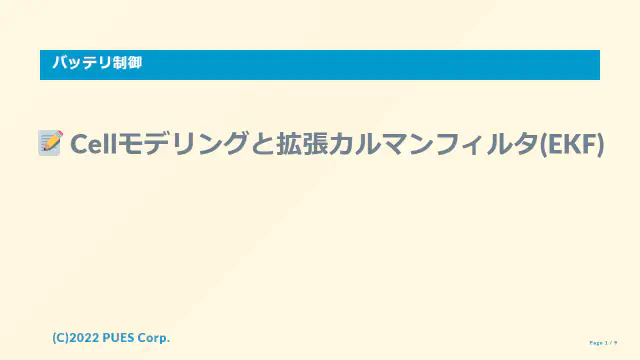 バッテリ制御
📝 Cellモデリングと拡張カルマンフィルタ(EKF)
(C)2022 PUES Corp.
Page 1 / 9